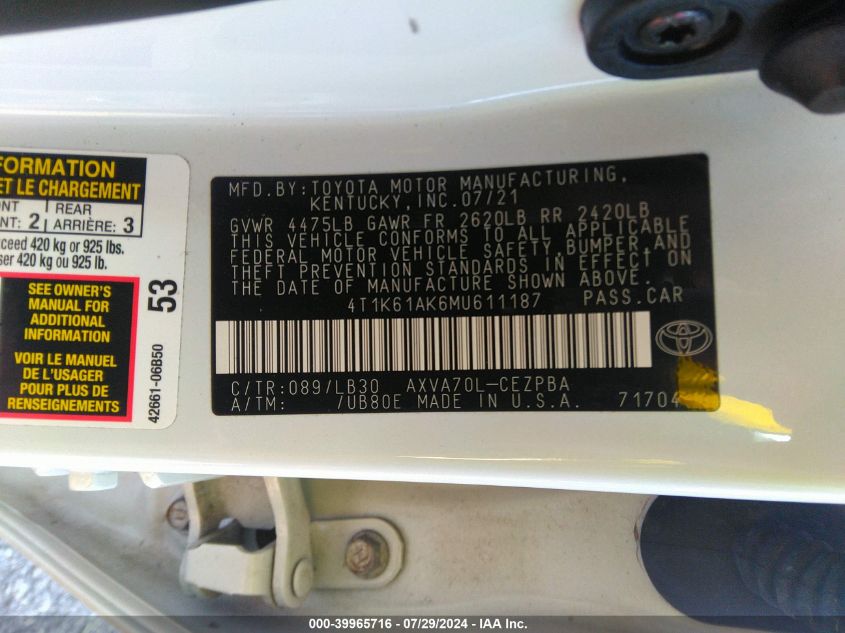 FORMATION
ET LE CHARGEMENT
REAR
2 ARRIÈRE: 3
420 kg or 925 lbs.
420 kg ou 925 lb.
SEE OWNER'S
MANUAL FOR
ADDITIONAL
INFORMATION
VOIR LE MANUEL
DE L'USAGER
POUR PLUS DE
RENSEIGNEMENTS
53
42661-06B50
MFD.BY:TOYOTA MOTOR MANUFACTURING,
KENTUCKY, INC.07/21
GVWR 4475LB GAWR FR 2620LB RR 2420LB
THIS VEHICLE CONFORMS TO ALL APPLICABLE
FEDERAL MOTOR VEHICLE SAFETY, BUMPER, AND
THEFT PREVENTION STANDARDS IN EFFECT ON
THE DATE OF MANUFACTURE SHOWN ABOVE.
4T1K61AK6MU611187 PASS.CAR
C/TR:089/LB30 AXVA70L-CEZPBA
A/TM: 7UB80E MADE IN U.S.A. 71704
000-39965716 - 07/29/2024 - IAA Inc.